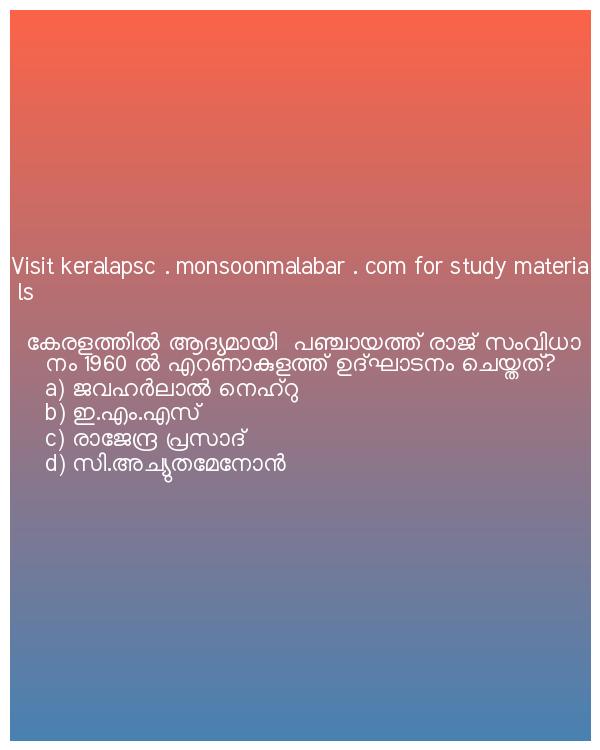 Visit keralapsc . monsoonmalabar . com for study materia
ls
കേരളത്തിൽ ആദ്യമായി  പഞ്ചായത്ത് രാജ് സംവിധാ
നം 1960 ൽ എറണാകുളത്ത് ഉദ്ഘാടനം ചെയ്തത്?
a) ജവഹർലാൽ നെഹ്റു
b) ഇ.എം.എസ്
c) രാജേന്ദ്ര പ്രസാദ്
d) സി.അച്യുതമേനോൻ